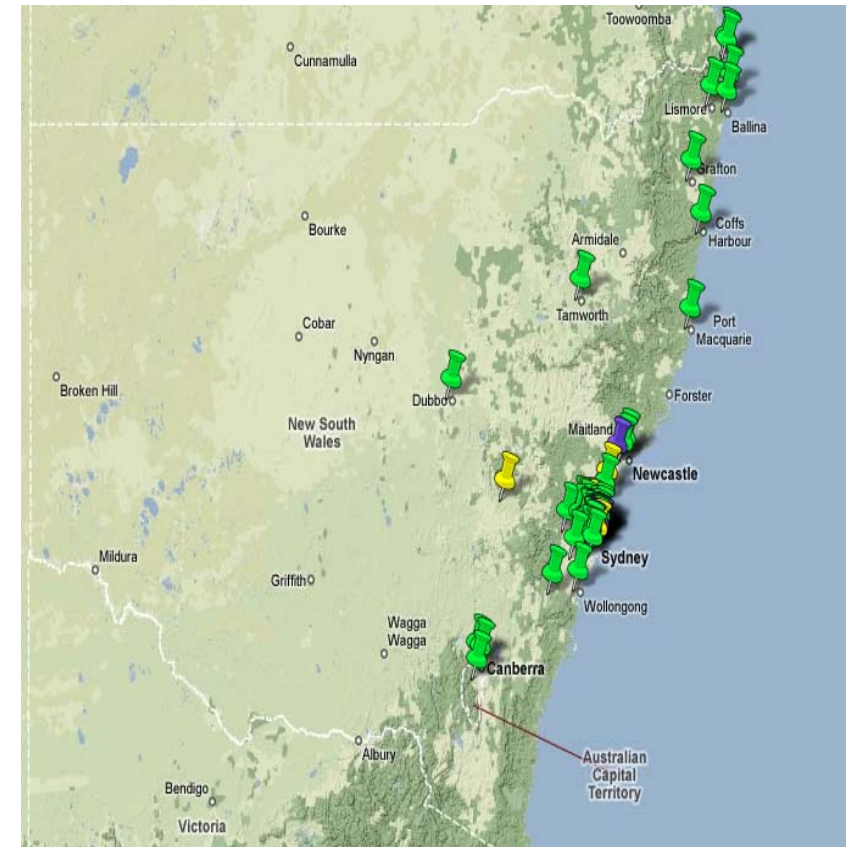 Toowoomba
Cunnamulla
Lismore
Ballina
Grafton
Bourke
Coffs
Harbour
Armidale
Tamworth
Cobar
Port
Macquarie
Nyngan
Broken Hill
Dubbo
Forster
New South
Wales
Maitland
Newcastle
Mildura
Sydney
Griffith
Wollongong
Wagga
Wagga
Canberra
Albury
Australian
Capital
Territory
Bendigo
Victoria